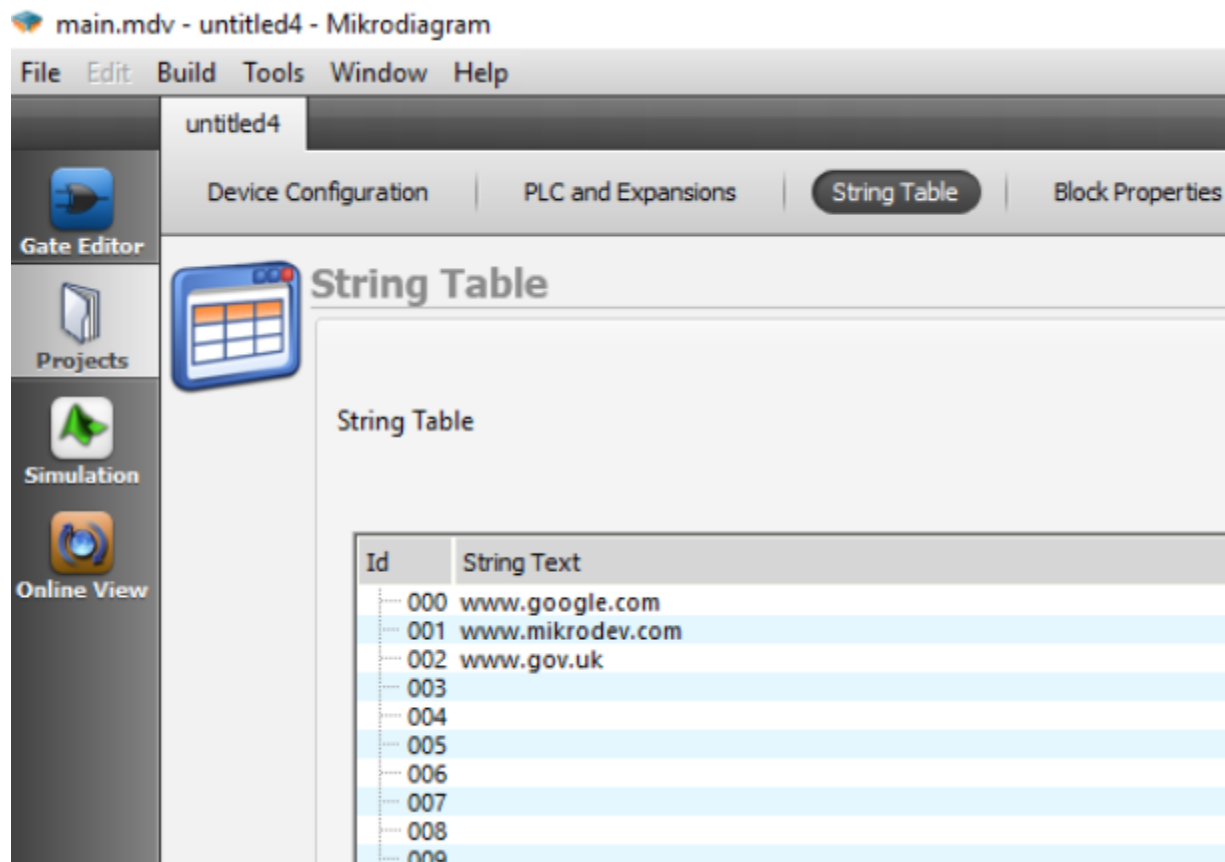 main.mdv - untitled4 - Mikrodiagram
File Edit Build Tools Window Help
untitled4
Device Configuration PLC and Expansions String Table Block Properties
Gate Editor
Projects
Simulation
Online View
String Table
String Table
Id String Text
000 www.google.com
001 www.mikrodev.com
002 www.gov.uk
003
004
005
006
007
008
009